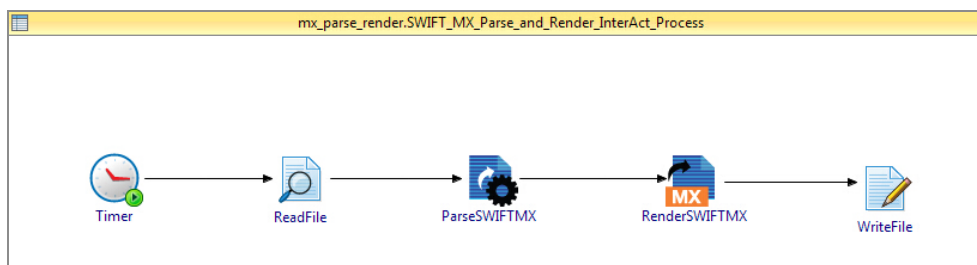 mx_parse_render.SWIFT_MX_Parse_and_Render_InterAct_Process
MX
Timer
ReadFile
ParseSWIFTMX
RenderSWIFTMX
WriteFile